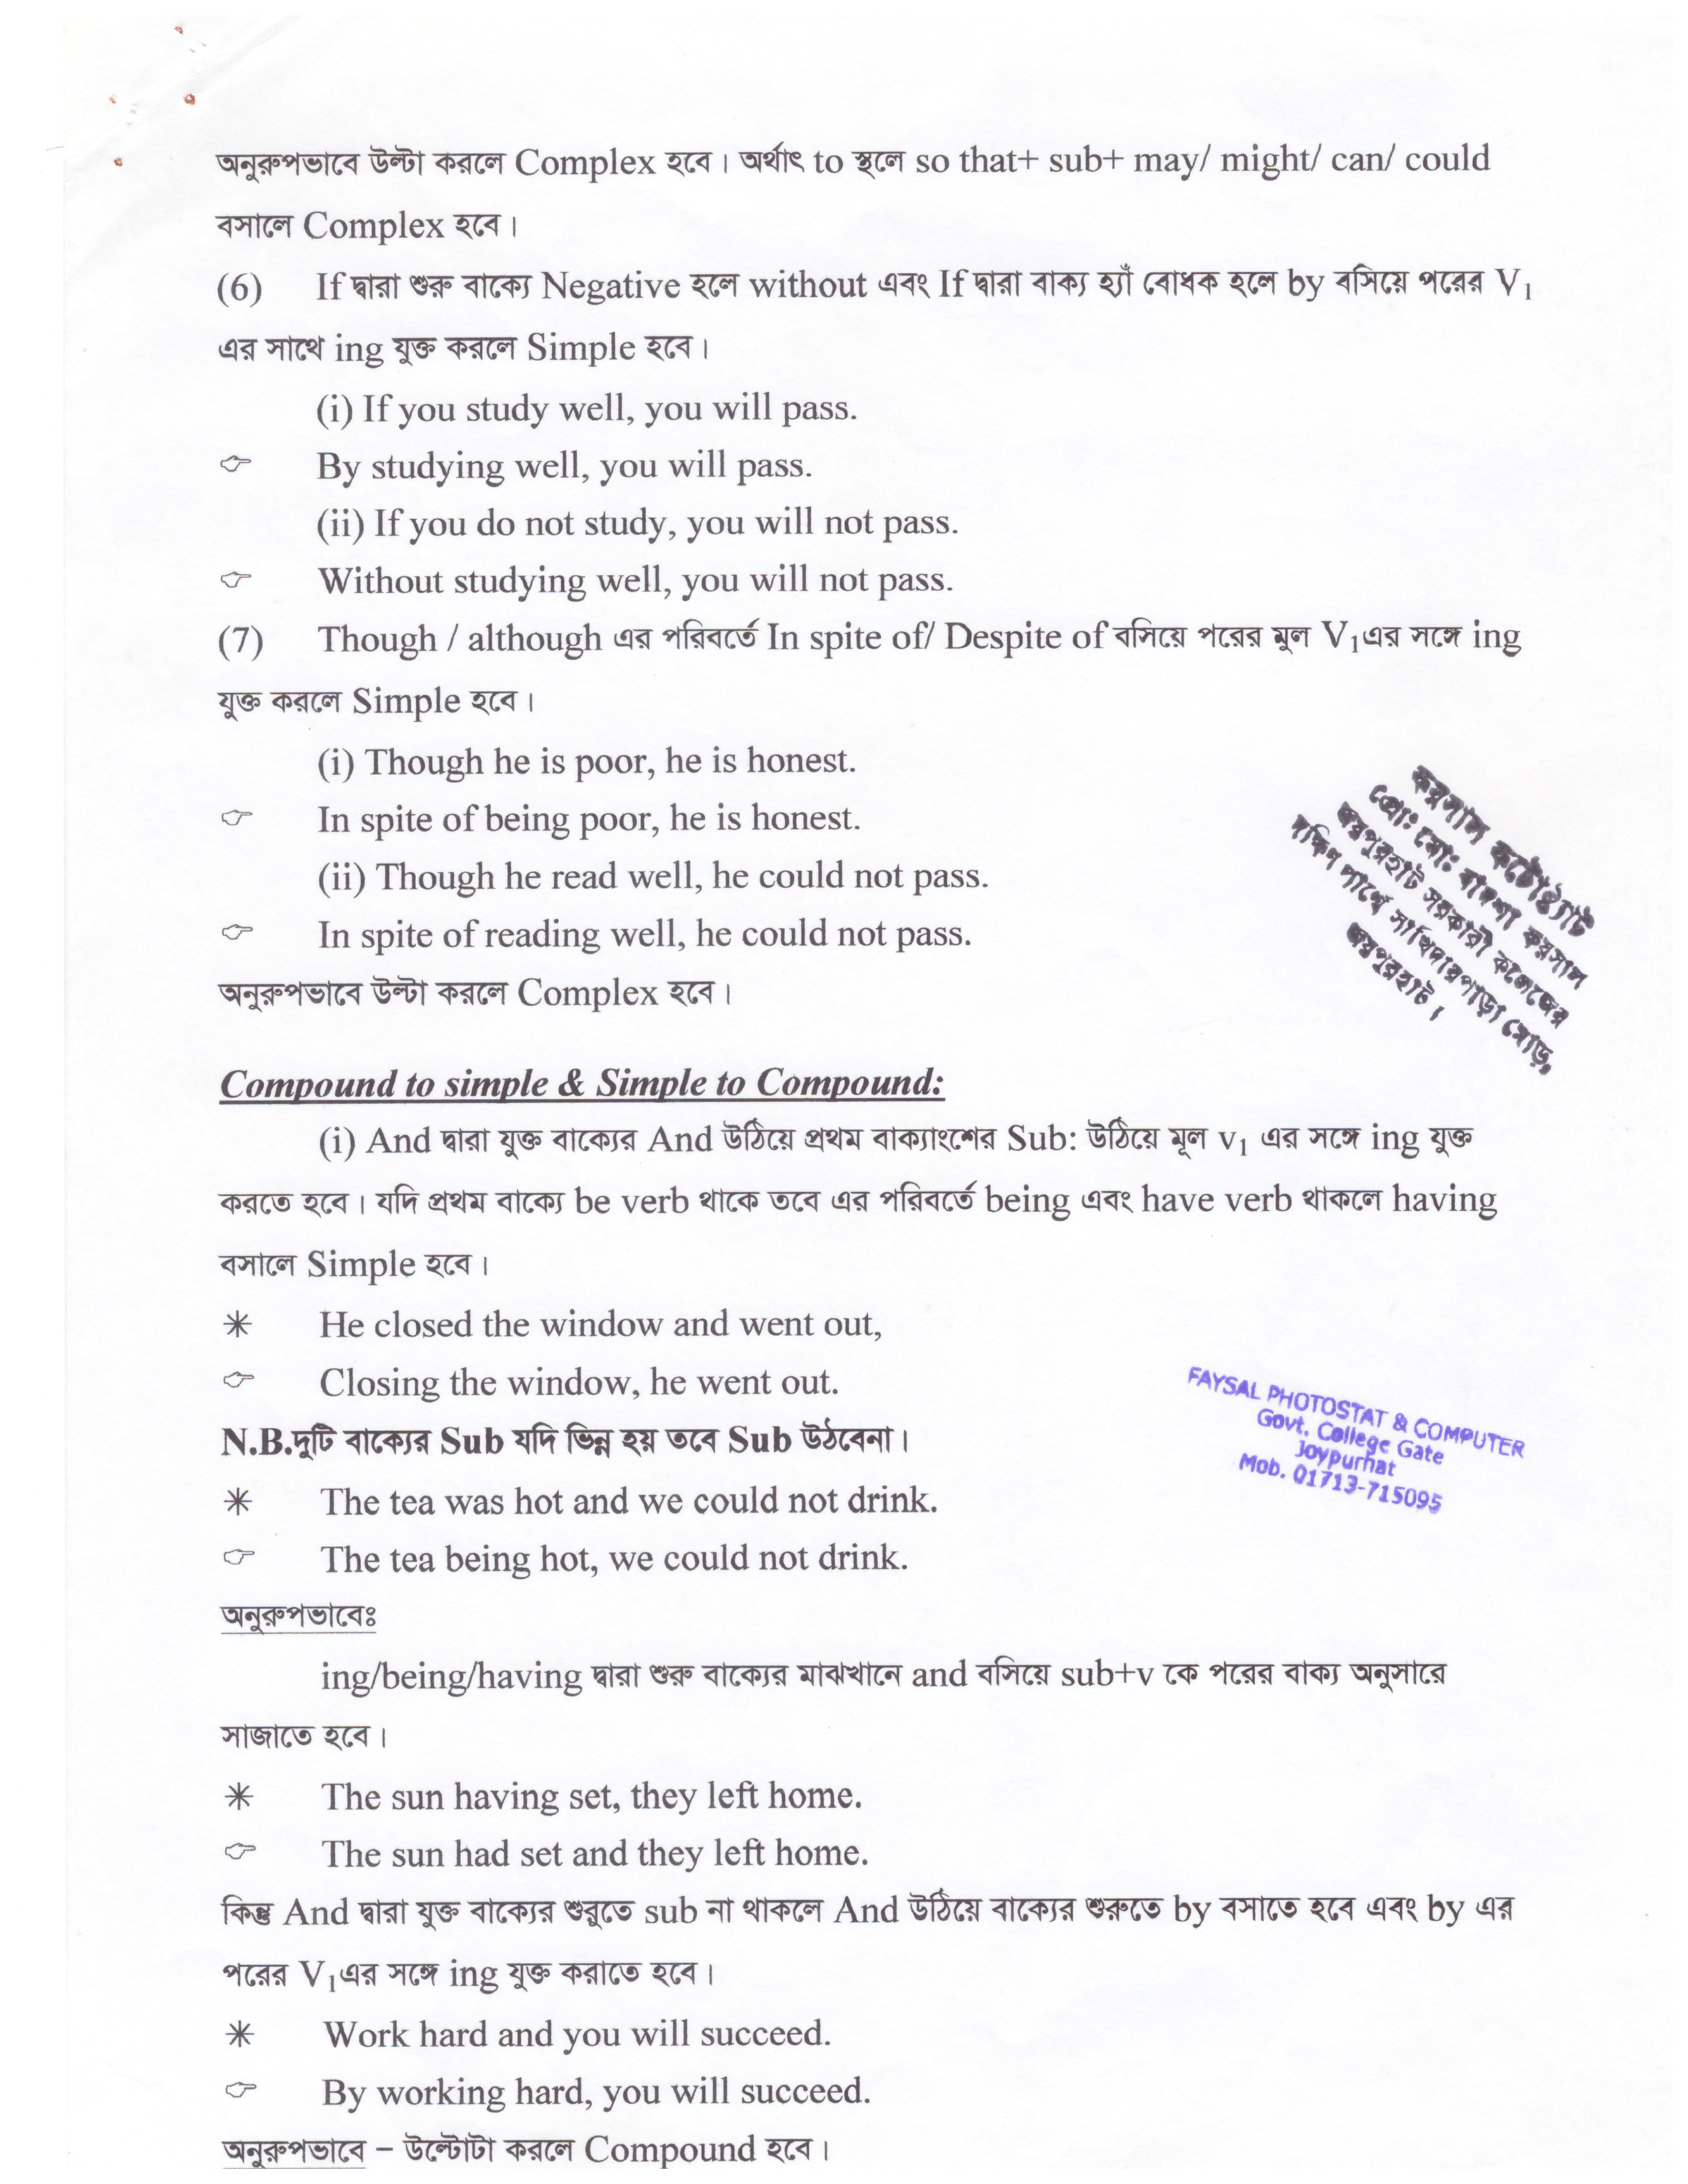 অনুরুপভাবে উল্টা করলে Complex হবে। অর্থাৎ to স্থলে so that+ sub+ may/ might/ can/ could
বসালে Complex হবে।
(6) If দ্বারা শুরু বাক্যে Negative হলে without এবং If দ্বারা বাক্য হ্যাঁ বোধক হলে by বসিয়ে পরের V₁
এর সাথে ing যুক্ত করলে Simple হবে।
(i) If you study well, you will pass.
☞ By studying well, you will pass.
(ii) If you do not study, you will not pass.
☞ Without studying well, you will not pass.
(7) Though / although এর পরিবর্তে In spite of/ Despite of বসিয়ে পরের মুল V₁এর সঙ্গে ing
যুক্ত করলে Simple হবে।
(i) Though he is poor, he is honest.
☞ In spite of being poor, he is honest.
(ii) Though he read well, he could not pass.
☞ In spite of reading well, he could not pass.
অনুরুপভাবে উল্টা করলে Complex হবে।
ফয়সাল ফটোষ্ট্যাট
প্রোঃ মোঃ বাদশা ফয়সাল
জয়পুরহাট সরকারী কলেজের
দক্ষিণ পার্শ্বে সাখিদারপাড়া মোড়,
জয়পুরহাট।
Compound to simple & Simple to Compound:
(i) And দ্বারা যুক্ত বাক্যের And উঠিয়ে প্রথম বাক্যাংশের Sub: উঠিয়ে মূল v₁ এর সঙ্গে ing যুক্ত
করতে হবে। যদি প্রথম বাক্যে be verb থাকে তবে এর পরিবর্তে being এবং have verb থাকলে having
বসালে Simple হবে।
✳ He closed the window and went out,
☞ Closing the window, he went out.
FAYSAL PHOTOSTAT & COMPUTER
Govt. College Gate
Joypurhat
Mob. 01713-715095
N.B.দুটি বাক্যের Sub যদি ভিন্ন হয় তবে Sub উঠবেনা।
✳ The tea was hot and we could not drink.
☞ The tea being hot, we could not drink.
অনুরুপভাবেঃ
ing/being/having দ্বারা শুরু বাক্যের মাঝখানে and বসিয়ে sub+v কে পরের বাক্য অনুসারে
সাজাতে হবে।
✳ The sun having set, they left home.
☞ The sun had set and they left home.
কিন্তু And দ্বারা যুক্ত বাক্যের শুরুতে sub না থাকলে And উঠিয়ে বাক্যের শুরুতে by বসাতে হবে এবং by এর
পরের V₁এর সঙ্গে ing যুক্ত করাতে হবে।
✳ Work hard and you will succeed.
☞ By working hard, you will succeed.
অনুরুপভাবে – উল্টোটা করলে Compound হবে।